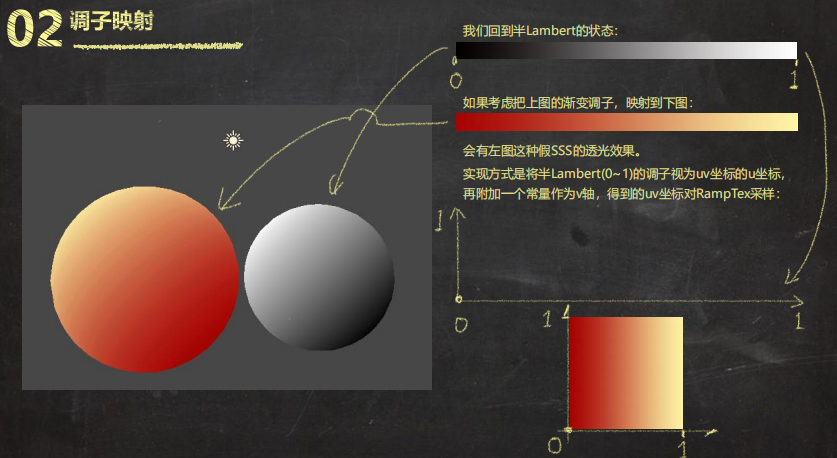 02 调子映射
我们回到半Lambert的状态：
0
1
如果考虑把上图的渐变调子，映射到下图：
会有左图这种假SSS的透光效果。
实现方式是将半Lambert(0~1)的调子视为uv坐标的u坐标，
再附加一个常量作为v轴，得到的uv坐标对RampTex采样：
1
0
1
1
0
1